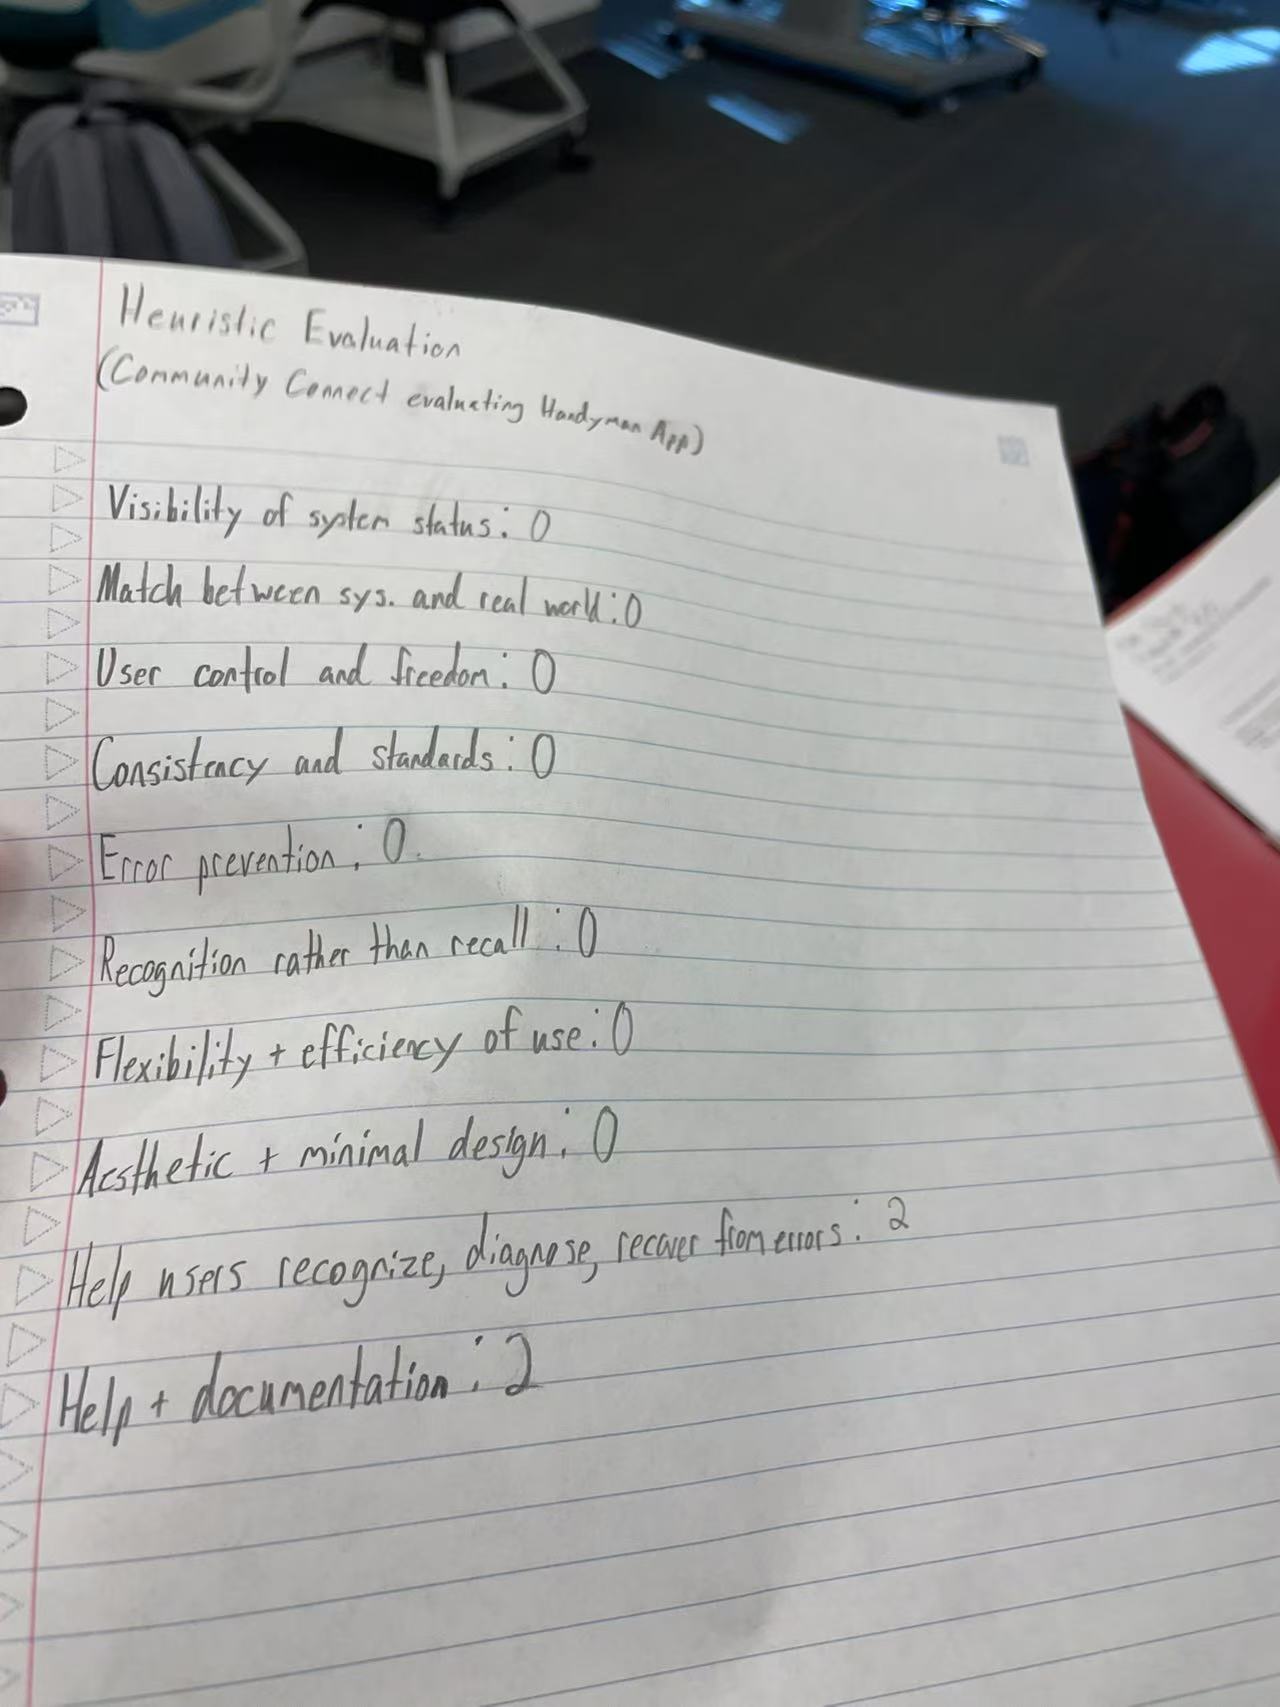 Heuristic Evaluation
(Community Connect evaluating Handyman App)
Visibility of system status: 0
Match between sys. and real world: 0
User control and freedom: 0
Consistency and standards: 0
Error prevention: 0
Recognition rather than recall: 0
Flexibility + efficiency of use: 0
Aesthetic + minimal design: 0
Help users recognize, diagnose, recover from errors: 2
Help + documentation: 2